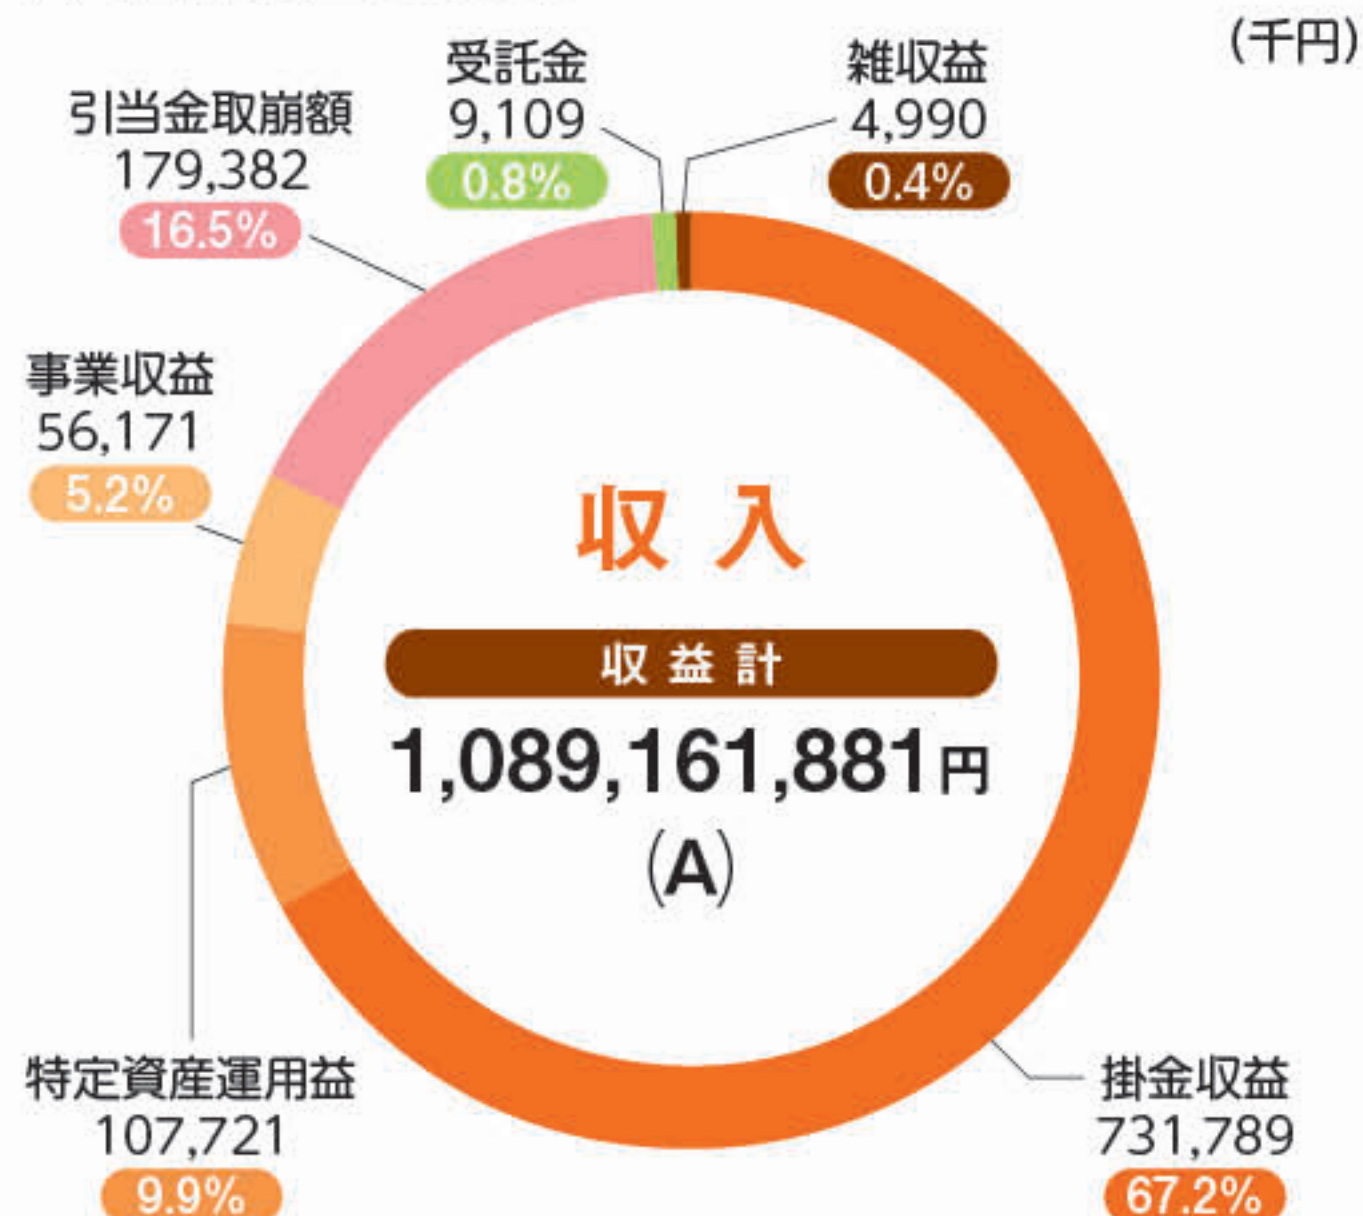 (千円)
受託金
9,109
0.8%
雑収益
4,990
0.4%
引当金取崩額
179,382
16.5%
事業収益
56,171
5.2%
収入
収益計
1,089,161,881円
(A)
特定資産運用益
107,721
9.9%
掛金収益
731,789
67.2%